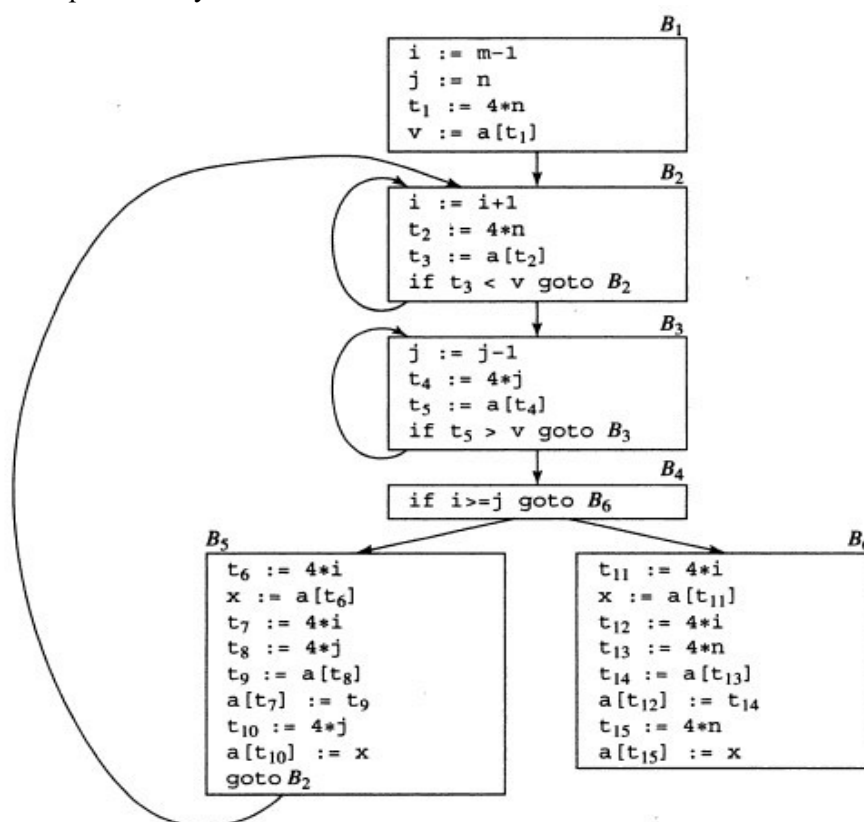 B₁
i := m-1
j := n
t₁ := 4*n
v := a[t₁]
B₂
i := i+1
t₂ := 4*n
t₃ := a[t₂]
if t₃ < v goto B₂
B₃
j := j-1
t₄ := 4*j
t₅ := a[t₄]
if t₅ > v goto B₃
B₄
if i>=j goto B₆
B₅
t₆ := 4*i
x := a[t₆]
t₇ := 4*i
t₈ := 4*j
t₉ := a[t₈]
a[t₇] := t₉
t₁₀ := 4*j
a[t₁₀] := x
goto B₂
B₆
t₁₁ := 4*i
x := a[t₁₁]
t₁₂ := 4*i
t₁₃ := 4*n
t₁₄ := a[t₁₃]
a[t₁₂] := t₁₄
t₁₅ := 4*n
a[t₁₅] := x